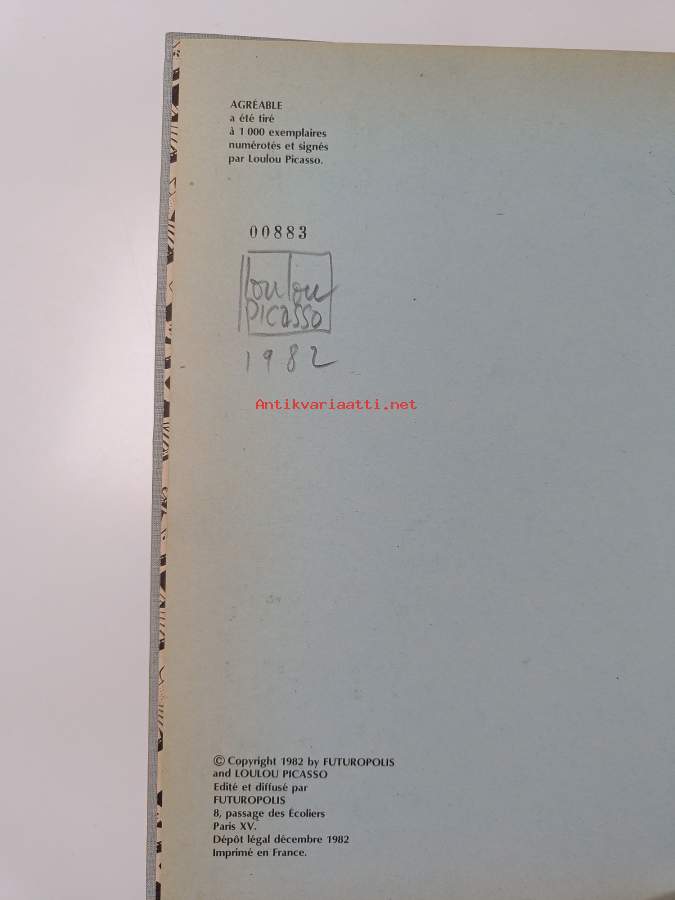 AGRÉABLE
a été tiré
à 1 000 exemplaires
numérotés et signés
par Loulou Picasso.
00883
loulou
PICASSO
1982
Antikvariaatti.net
© Copyright 1982 by FUTUROPOLIS
and LOULOU PICASSO
Edité et diffusé par
FUTUROPOLIS
8, passage des Écoliers
Paris XV.
Dépôt légal décembre 1982
Imprimé en France.